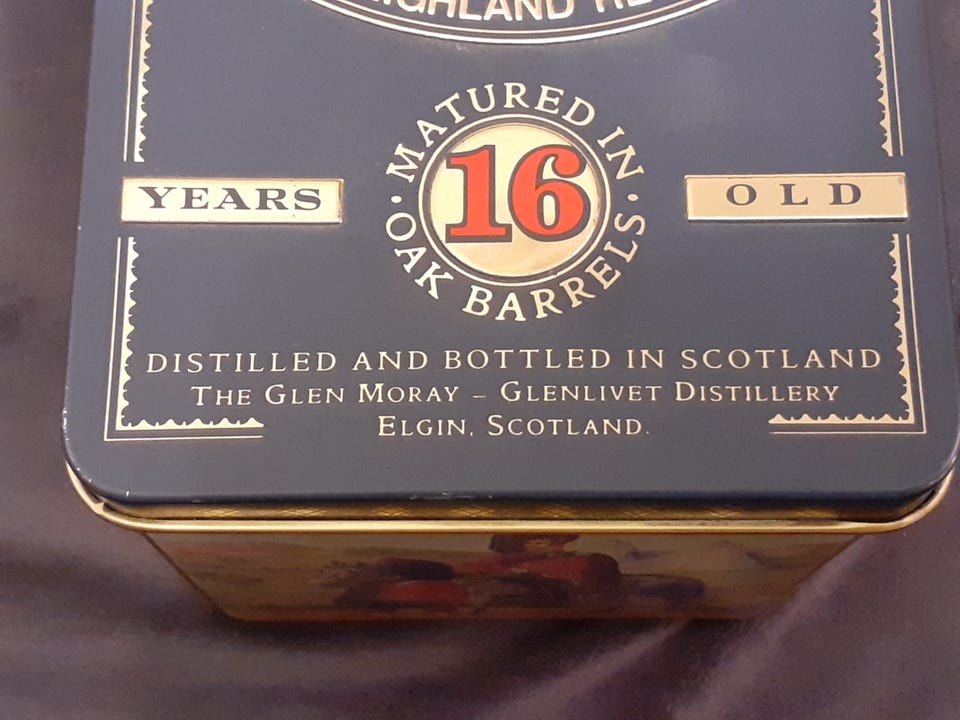 HIGHLAND
MATURED IN
YEARS 16 OLD
OAK BARRELS
DISTILLED AND BOTTLED IN SCOTLAND
THE GLEN MORAY – GLENLIVET DISTILLERY
ELGIN, SCOTLAND.